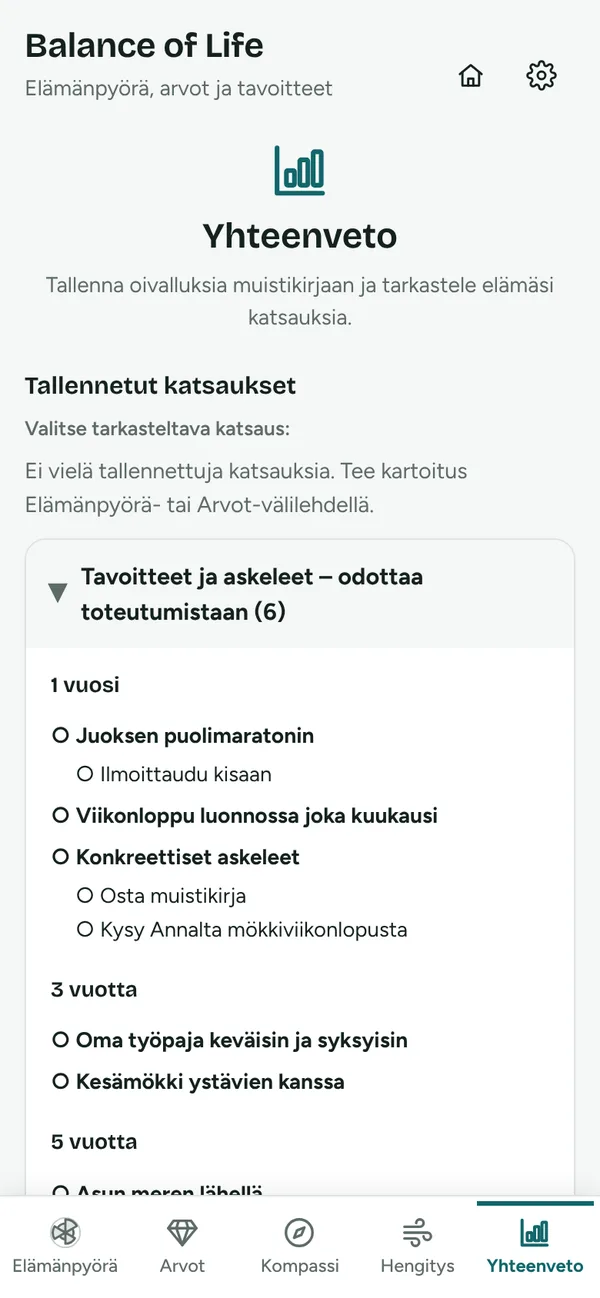 Balance of Life
Elämänpyörä, arvot ja tavoitteet
Yhteenveto
Tallenna oivalluksia muistikirjaan ja tarkastele elämäsi
katsauksia.
Tallennetut katsaukset
Valitse tarkasteltava katsaus:
Ei vielä tallennettuja katsauksia. Tee kartoitus
Elämänpyörä- tai Arvot-välilehdellä.
Tavoitteet ja askeleet – odottaa
toteutumistaan (6)
1 vuosi
Juoksen puolimaratonin
Ilmoittaudu kisaan
Viikonloppu luonnossa joka kuukausi
Konkreettiset askeleet
Osta muistikirja
Kysy Annalta mökkiviikonlopusta
3 vuotta
Oma työpaja keväisin ja syksyisin
Kesämökki ystävien kanssa
5 vuotta
Asun meren lähellä
Elämänpyörä
Arvot
Kompassi
Hengitys
Yhteenveto